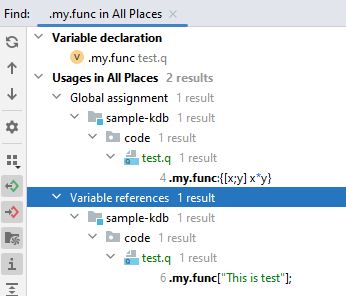 Find: .my.func in All Places
Variable declaration
.my.func test.q
Usages in All Places 2 results
Global assignment 1 result
sample-kdb 1 result
code 1 result
test.q 1 result
4 .my.func:{[x;y] x*y}
Variable references 1 result
sample-kdb 1 result
code 1 result
test.q 1 result
6 .my.func["This is test"];